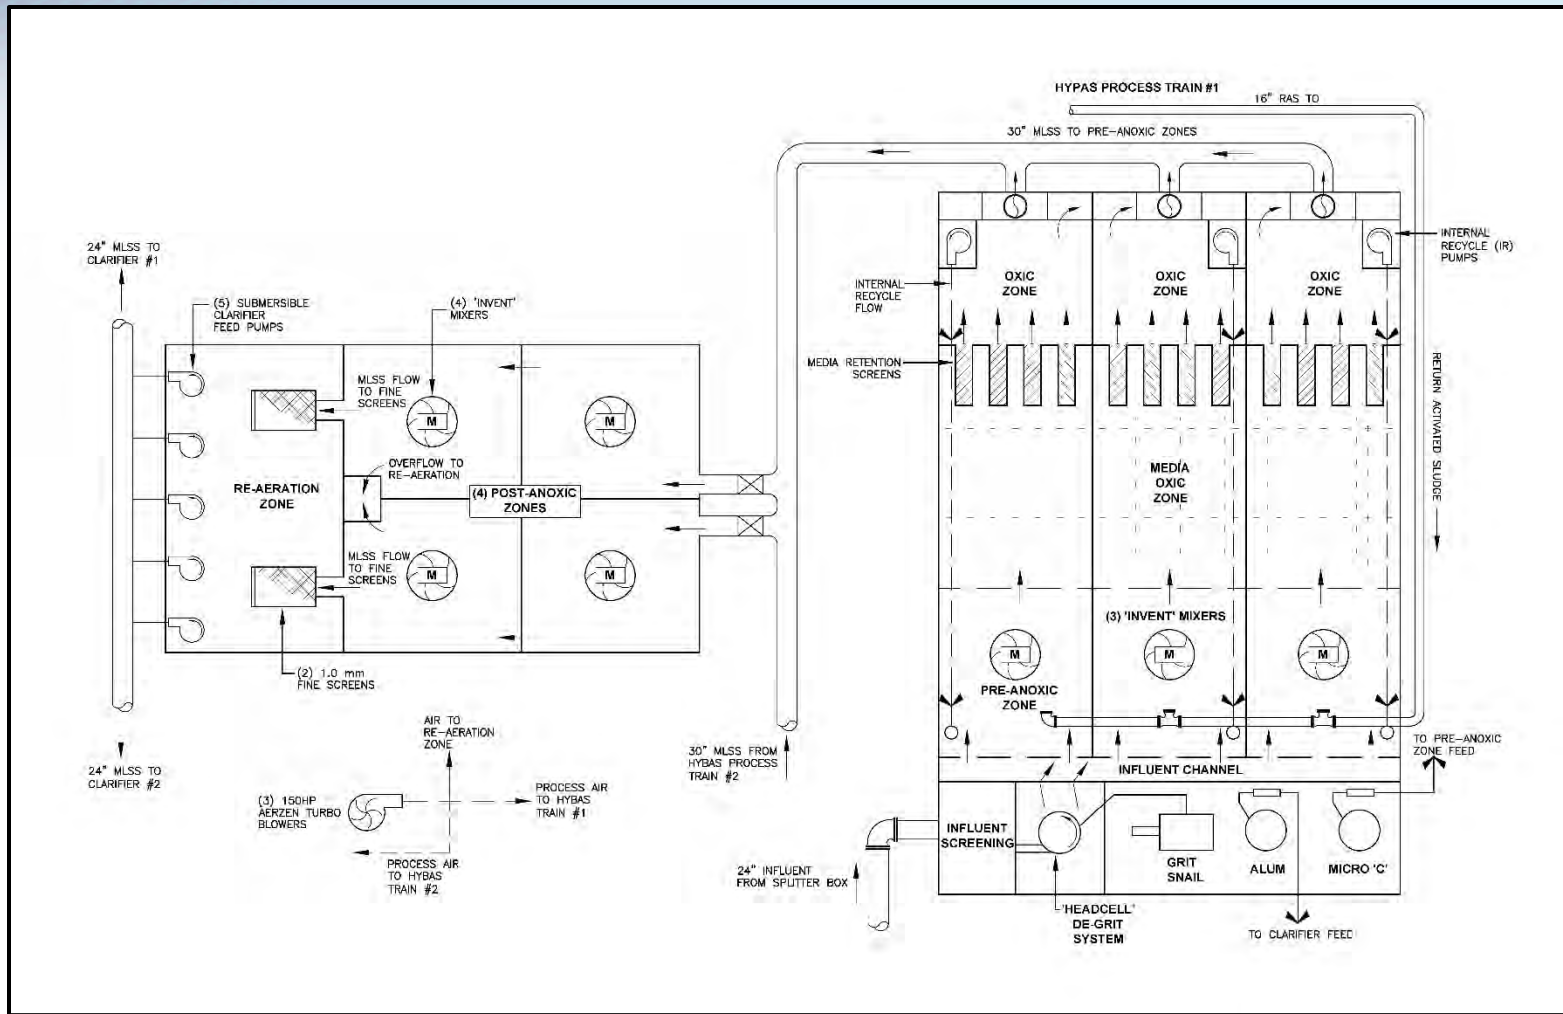 HYPAS PROCESS TRAIN #1
16" RAS TO
30" MLSS TO PRE-ANOXIC ZONES
24" MLSS TO
CLARIFIER #1
(5) SUBMERSIBLE
CLARIFIER
FEED PUMPS
(4) 'INVENT'
MIXERS
INTERNAL
RECYCLE
FLOW
OXIC
ZONE
OXIC
ZONE
OXIC
ZONE
INTERNAL
RECYCLE (IR)
PUMPS
MEDIA RETENTION
SCREENS
RETURN ACTIVATED SLUDGE
MLSS FLOW
TO FINE
SCREENS
M
M
OVERFLOW TO
RE-AERATION
RE-AERATION
ZONE
(4) POST-ANOXIC
ZONES
MEDIA
OXIC
ZONE
MLSS FLOW
TO FINE
SCREENS
M
M
(2) 1.0 mm
FINE SCREENS
(3) 'INVENT' MIXERS
M
M
M
PRE-ANOXIC
ZONE
24" MLSS TO
CLARIFIER #2
AIR TO
RE-AERATION
ZONE
(3) 150HP
AERZEN TURBO
BLOWERS
PROCESS AIR
TO HYBAS
TRAIN #1
PROCESS AIR
TO HYBAS
TRAIN #2
30" MLSS FROM
HYBAS PROCESS
TRAIN #2
TO PRE-ANOXIC
ZONE FEED
INFLUENT CHANNEL
INFLUENT
SCREENING
GRIT
SNAIL
ALUM
MICRO 'C'
24" INFLUENT
FROM SPLITTER BOX
'HEADCELL'
DE-GRIT
SYSTEM
TO CLARIFIER FEED